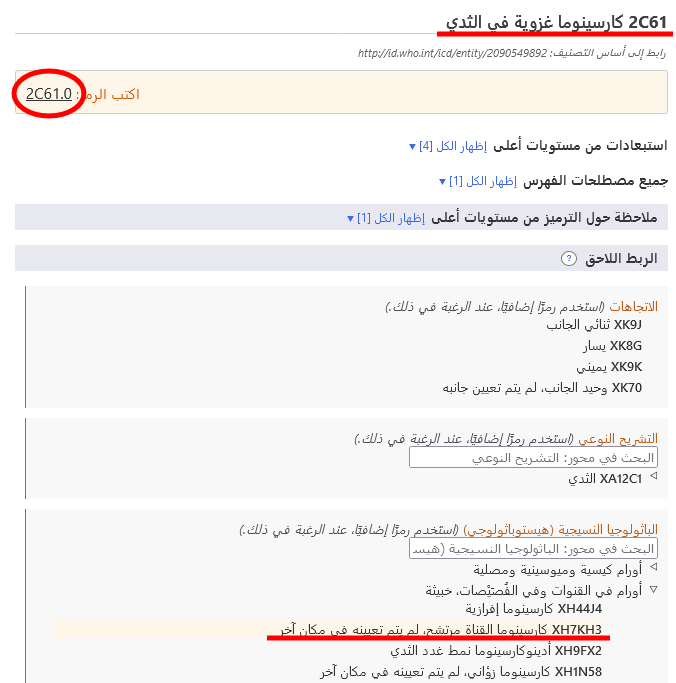 2C61 كارسينوما غزوية في الثدي
رابط إلى أساس التصنيف: http://id.who.int/icd/entity/2090549892
اكتب الرمز: 2C61.0
استبعادات من مستويات أعلى إظهار الكل [4] ▼
جميع مصطلحات الفهرس إظهار الكل [1] ▼
ملاحظة حول الترميز من مستويات أعلى إظهار الكل [1] ▼
الربط اللاحق ?
الاتجاهات (استخدم رمزًا إضافيًا، عند الرغبة في ذلك.)
XK9J ثنائي الجانب
XK8G يسار
XK9K يميني
XK70 وحيد الجانب، لم يتم تعيين جانبه
التشريح النوعي (استخدم رمزًا إضافيًا، عند الرغبة في ذلك.)
البحث في محور: التشريح النوعي
XA12C1 الثدي
الباثولوجيا النسيجية (هيستوباثولوجي) (استخدم رمزًا إضافيًا، عند الرغبة في ذلك.)
البحث في محور: الباثولوجيا النسيجية (هيس
أورام كيسية وميوسينية ومصلية
أورام في القنوات وفي الفُصَيْصات، خبيثة
XH44J4 كارسينوما إفرازية
XH7KH3 كارسينوما القناة مرتشح، لم يتم تعيينه في مكان آخر
XH9FX2 أدينوكارسينوما نمط غدد الثدي
XH1N58 كارسينوما زؤاني، لم يتم تعيينه في مكان آخر